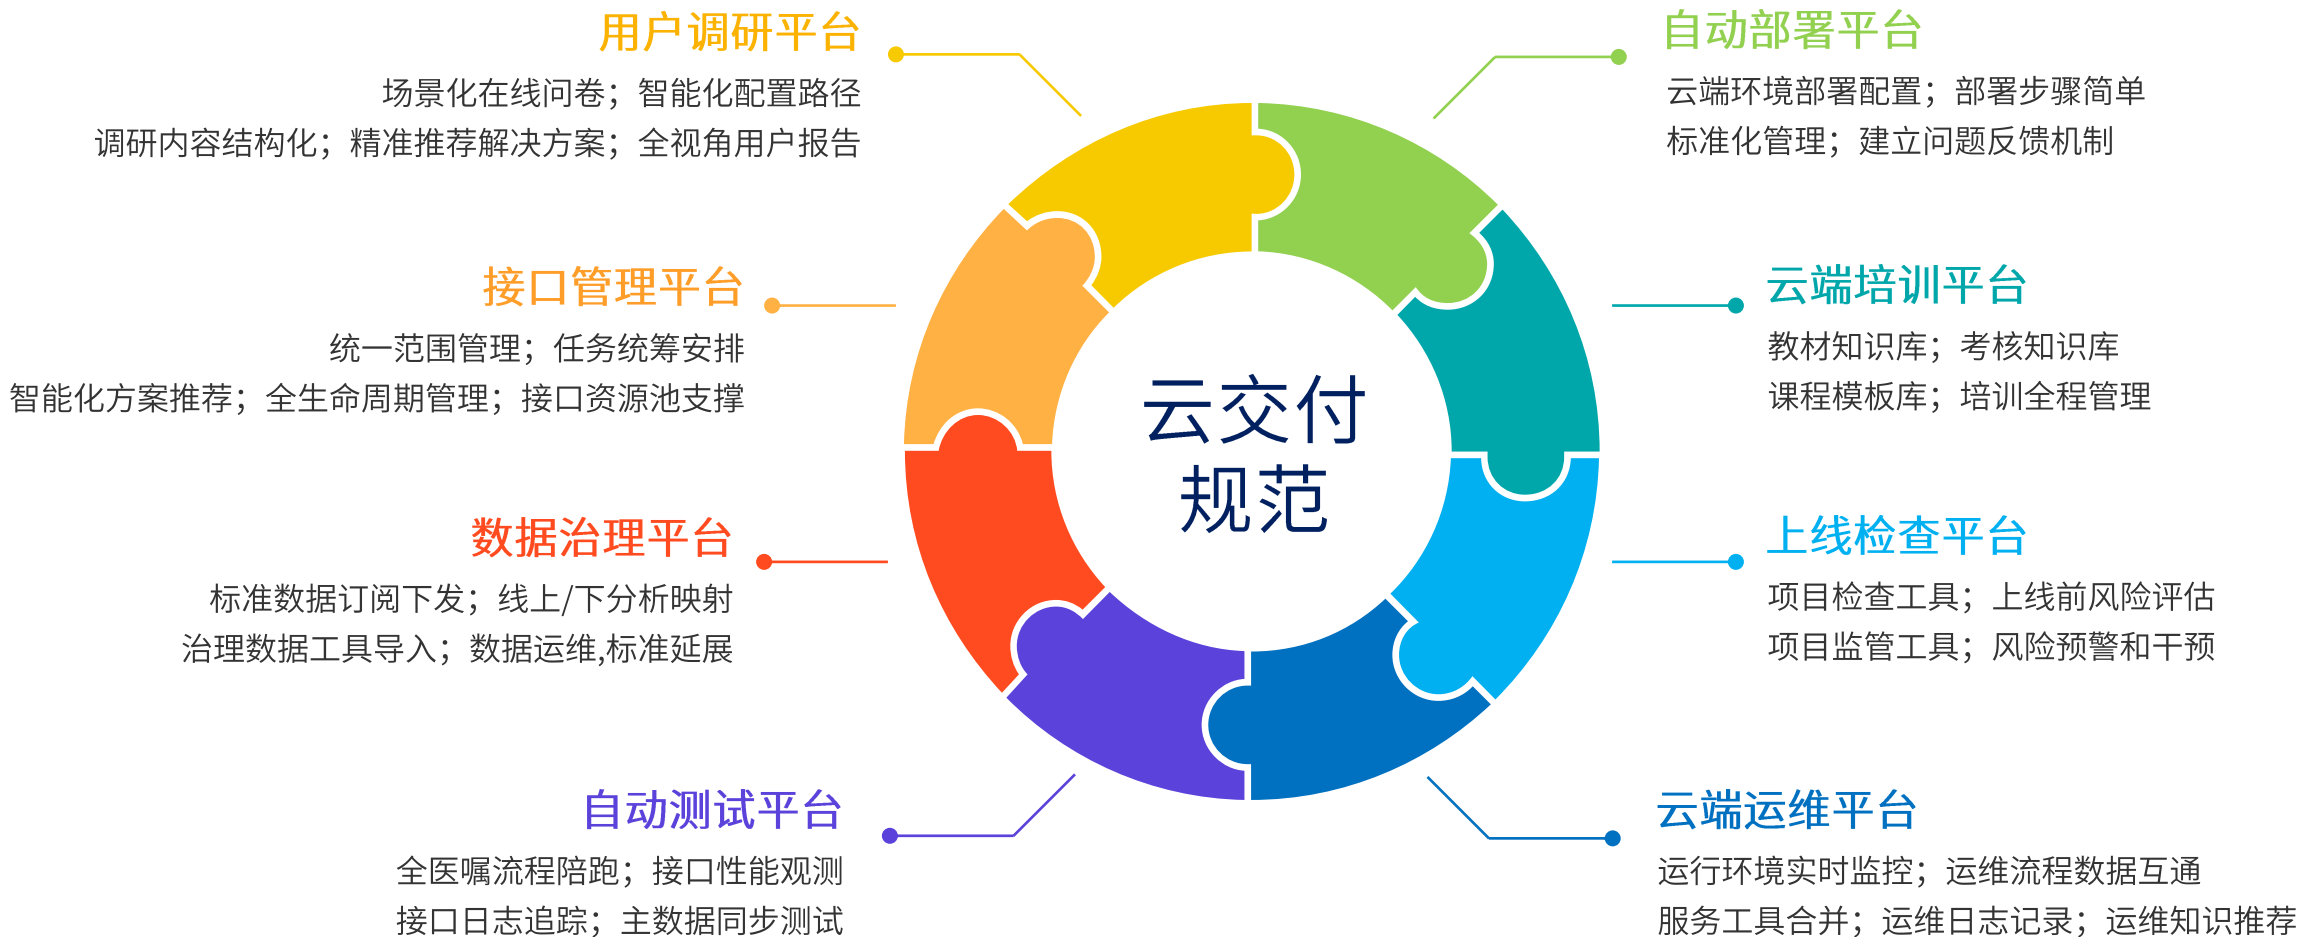 用户调研平台
场景化在线问卷；智能化配置路径
调研内容结构化；精准推荐解决方案；全视角用户报告
接口管理平台
统一范围管理；任务统筹安排
智能化方案推荐；全生命周期管理；接口资源池支撑
数据治理平台
标准数据订阅下发；线上/下分析映射
治理数据工具导入；数据运维,标准延展
自动测试平台
全医嘱流程陪跑；接口性能观测
接口日志追踪；主数据同步测试
云交付
规范
自动部署平台
云端环境部署配置；部署步骤简单
标准化管理；建立问题反馈机制
云端培训平台
教材知识库；考核知识库
课程模板库；培训全程管理
上线检查平台
项目检查工具；上线前风险评估
项目监管工具；风险预警和干预
云端运维平台
运行环境实时监控；运维流程数据互通
服务工具合并；运维日志记录；运维知识推荐